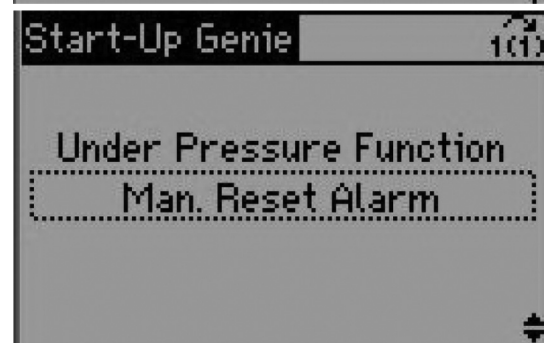 Start-Up Genie
1(1)
Under Pressure Function
Man. Reset Alarm